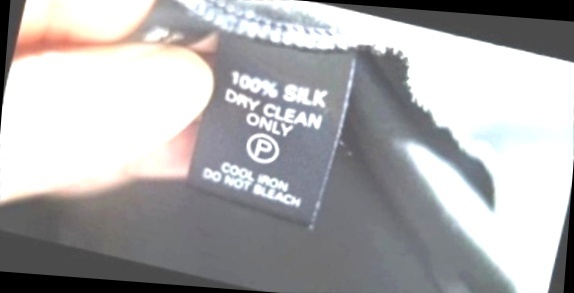 100% SILK
DRY CLEAN
ONLY
P
COOL IRON
DO NOT BLEACH